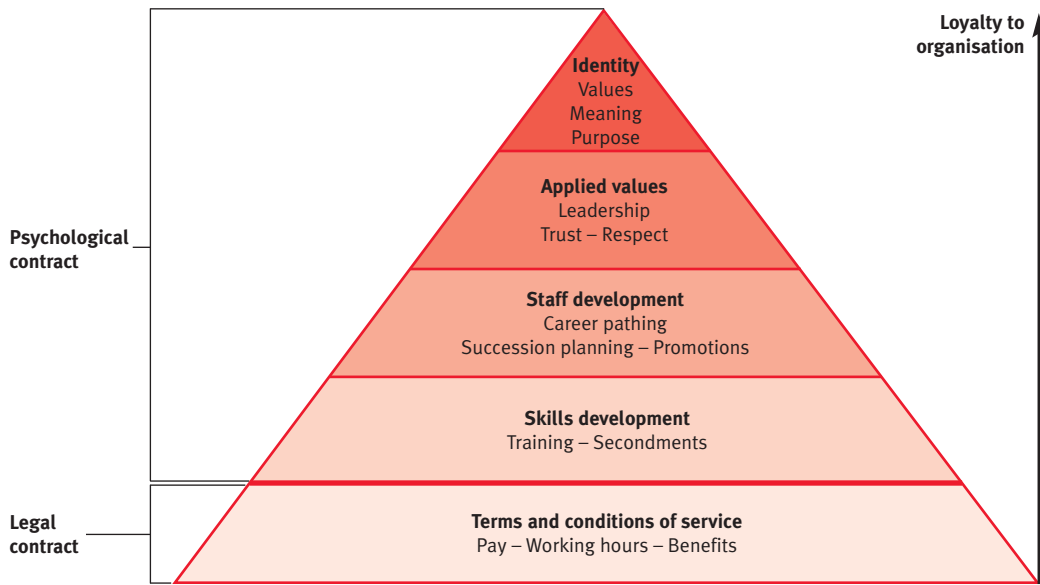 Loyalty to
organisation
Identity
Values
Meaning
Purpose
Applied values
Leadership
Trust – Respect
Psychological
contract
Staff development
Career pathing
Succession planning – Promotions
Skills development
Training – Secondments
Legal
contract
Terms and conditions of service
Pay – Working hours – Benefits